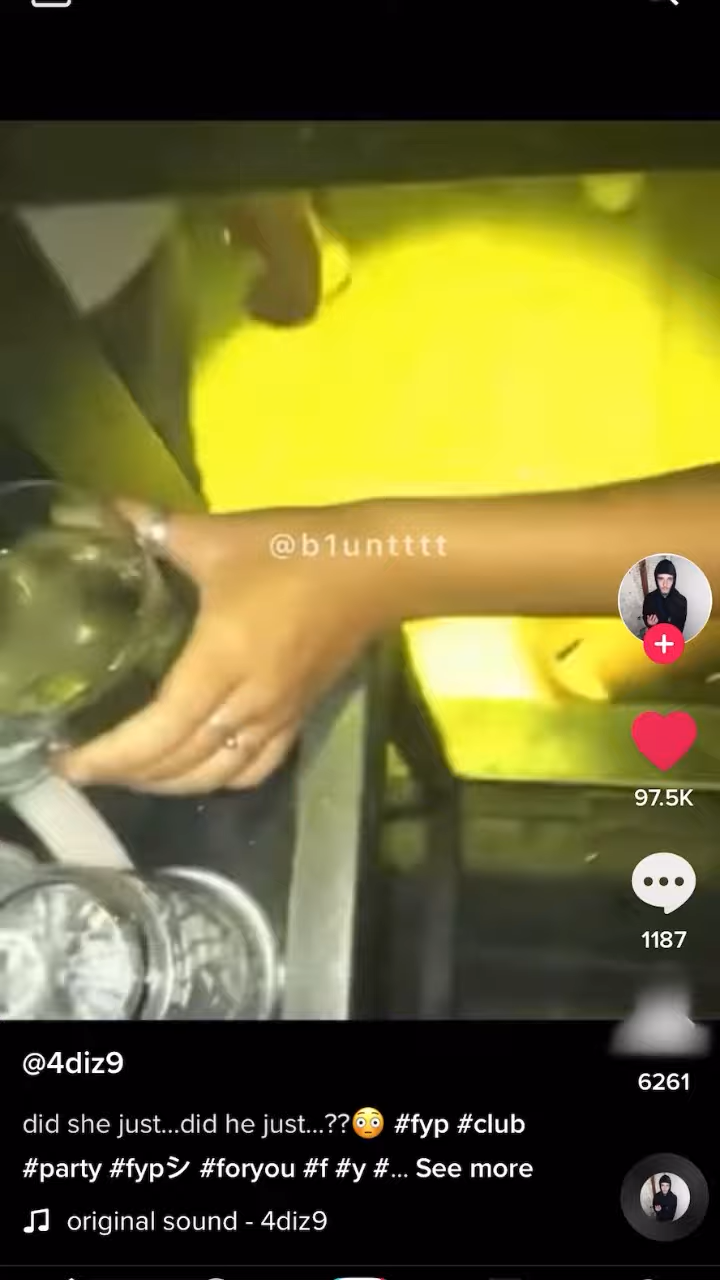 @b1untttt
97.5K
1187
6261
@4diz9
did she just...did he just...??😳 #fyp #club
#party #fypシ #foryou #f #y #... See more
original sound - 4diz9